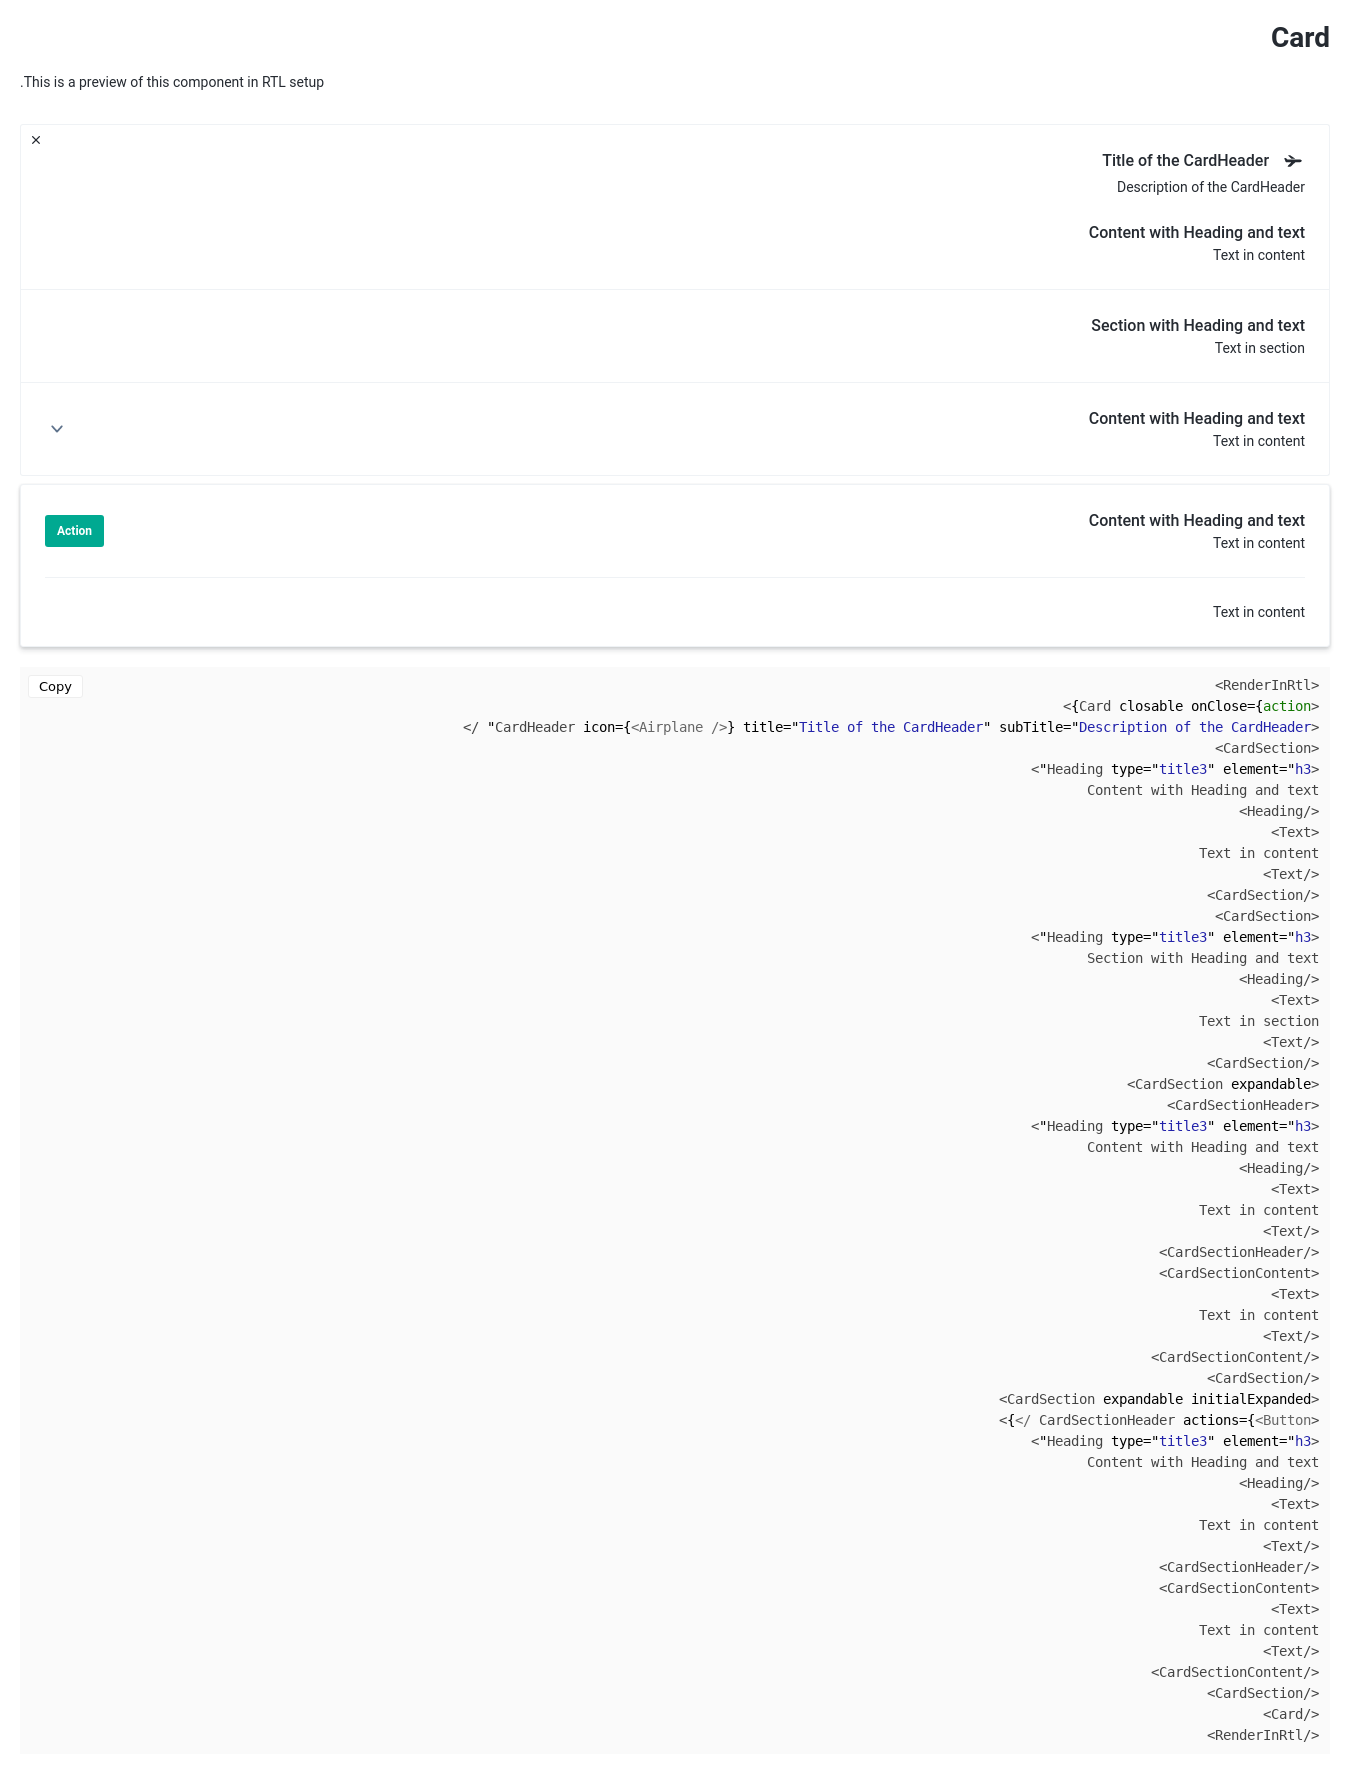 Card
.This is a preview of this component in RTL setup
Title of the CardHeader
Description of the CardHeader
Content with Heading and text
Text in content
Section with Heading and text
Text in section
Content with Heading and text
Text in content
Action
Content with Heading and text
Text in content
Text in content
Copy
<RenderInRtl>
<{Card closable onClose={action>
</ "CardHeader icon={<Airplane />} title="Title of the CardHeader" subTitle="Description of the CardHeader>
<CardSection>
<"Heading type="title3" element="h3>
Content with Heading and text
<Heading/>
<Text>
Text in content
<Text/>
<CardSection/>
<CardSection>
<"Heading type="title3" element="h3>
Section with Heading and text
<Heading/>
<Text>
Text in section
<Text/>
<CardSection/>
<CardSection expandable>
<CardSectionHeader>
<"Heading type="title3" element="h3>
Content with Heading and text
<Heading/>
<Text>
Text in content
<Text/>
<CardSectionHeader/>
<CardSectionContent>
<Text>
Text in content
<Text/>
<CardSectionContent/>
<CardSection/>
<CardSection expandable initialExpanded>
<{</ CardSectionHeader actions={<Button>
<"Heading type="title3" element="h3>
Content with Heading and text
<Heading/>
<Text>
Text in content
<Text/>
<CardSectionHeader/>
<CardSectionContent>
<Text>
Text in content
<Text/>
<CardSectionContent/>
<CardSection/>
<Card/>
<RenderInRtl/>